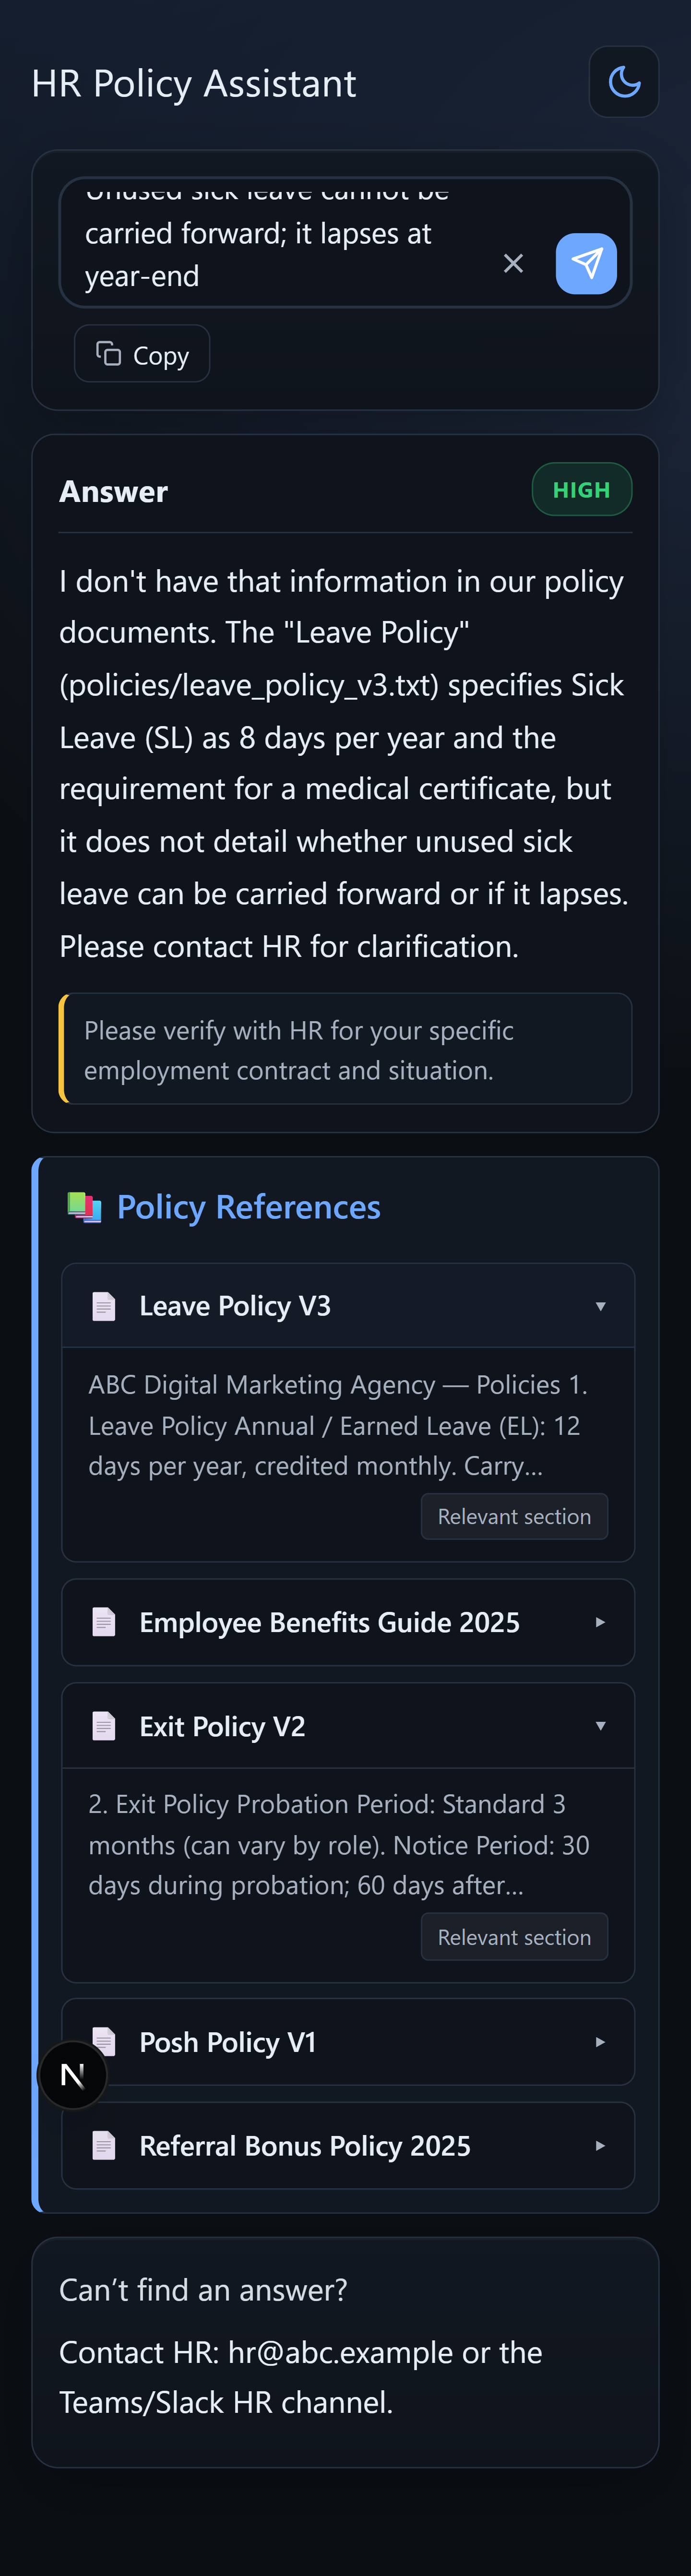 HR Policy Assistant
Unused sick leave cannot be
carried forward; it lapses at
year-end
Copy
Answer
HIGH
I don't have that information in our policy
documents. The "Leave Policy"
(policies/leave_policy_v3.txt) specifies Sick
Leave (SL) as 8 days per year and the
requirement for a medical certificate, but
it does not detail whether unused sick
leave can be carried forward or if it lapses.
Please contact HR for clarification.
Please verify with HR for your specific
employment contract and situation.
Policy References
Leave Policy V3
ABC Digital Marketing Agency — Policies 1.
Leave Policy Annual / Earned Leave (EL): 12
days per year, credited monthly. Carry...
Relevant section
Employee Benefits Guide 2025
Exit Policy V2
2. Exit Policy Probation Period: Standard 3
months (can vary by role). Notice Period: 30
days during probation; 60 days after...
Relevant section
Posh Policy V1
N
Referral Bonus Policy 2025
Can’t find an answer?
Contact HR: hr@abc.example or the
Teams/Slack HR channel.